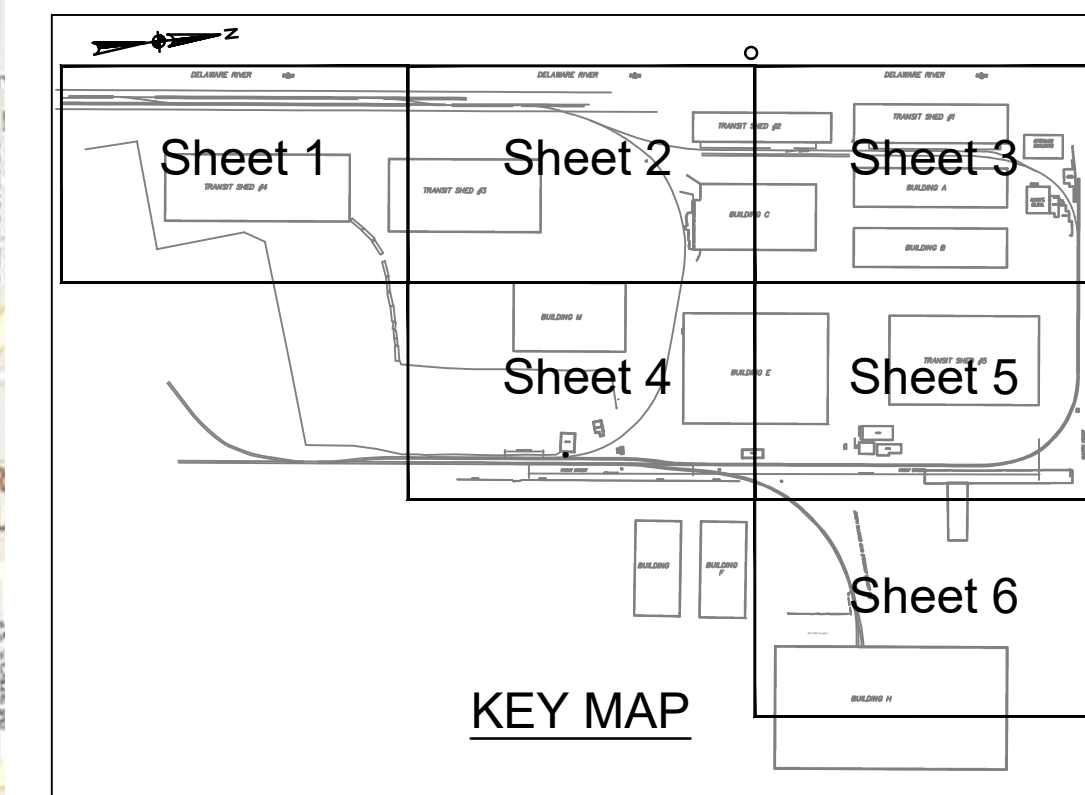 N
DELAWARE RIVER
DELAWARE RIVER
DELAWARE RIVER
TRANSIT SHED #2
TRANSIT SHED #1
Sheet 1
Sheet 2
Sheet 3
TRANSIT SHED #4
TRANSIT SHED #3
BUILDING A
BUILDING C
BUILDING B
BUILDING M
BUILDING E
TRANSIT SHED #5
Sheet 4
Sheet 5
BUILDING
BUILDING
F
Sheet 6
BUILDING H
KEY MAP